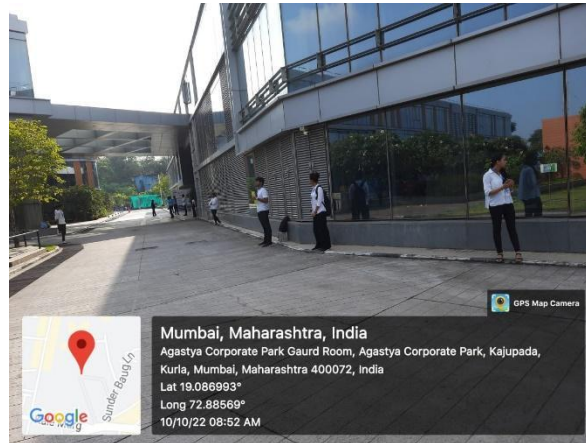 GPS Map Camera
Mumbai, Maharashtra, India
Agastya Corporate Park Gaurd Room, Agastya Corporate Park, Kajupada,
Kurla, Mumbai, Maharashtra 400072, India
Lat 19.086993°
Long 72.88569°
10/10/22 08:52 AM
Sunder Baug Ln
Google